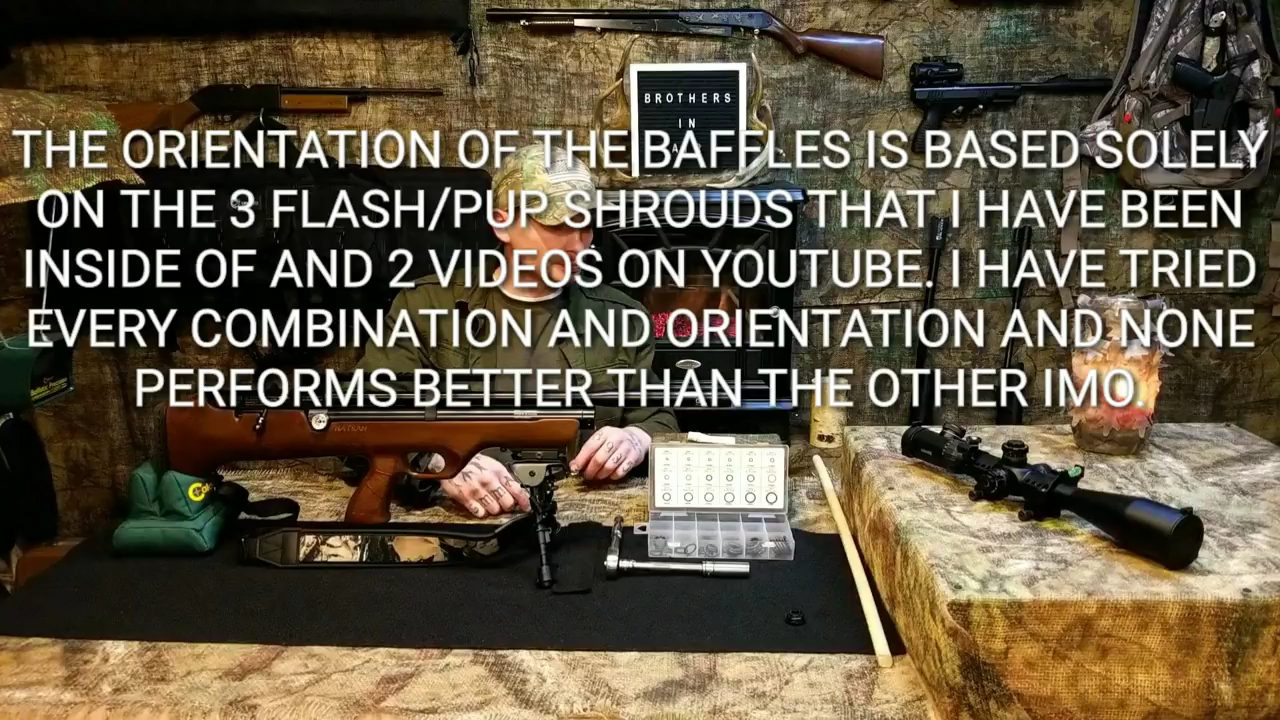 BROTHERS
IN
THE ORIENTATION OF THE BAFFLES IS BASED SOLELY
ON THE 3 FLASH/PUP SHROUDS THAT I HAVE BEEN
INSIDE OF AND 2 VIDEOS ON YOUTUBE. I HAVE TRIED
EVERY COMBINATION AND ORIENTATION AND NONE
PERFORMS BETTER THAN THE OTHER IMO.
HATSAN